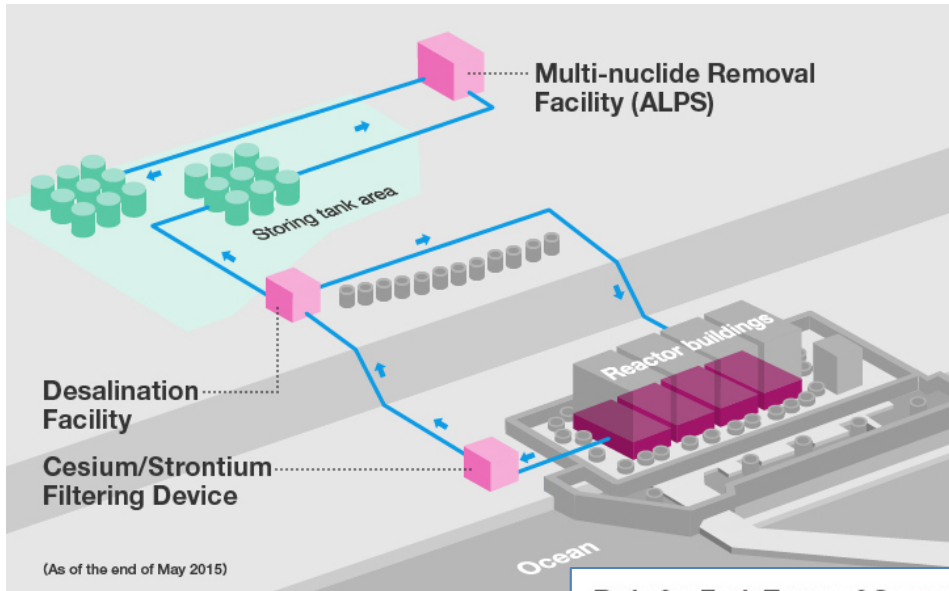 Multi-nuclide Removal
Facility (ALPS)
Storing tank area
Reactor buildings
Desalination
Facility
Cesium/Strontium
Filtering Device
Ocean
(As of the end of May 2015)